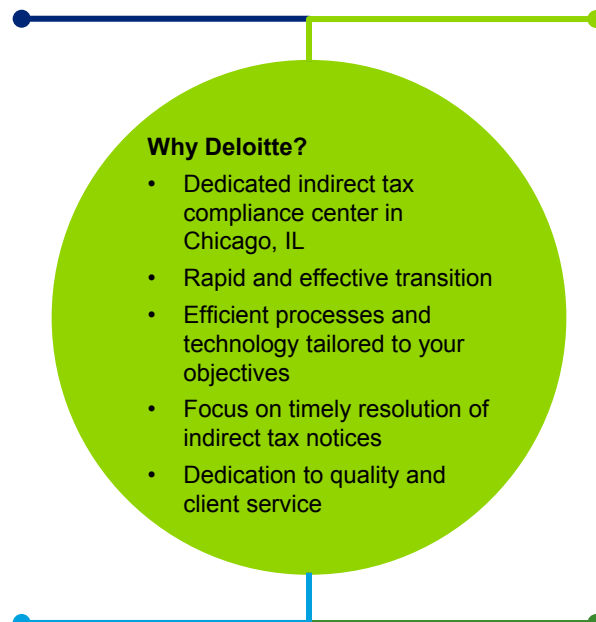 Why Deloitte?
• Dedicated indirect tax
compliance center in
Chicago, IL
• Rapid and effective transition
• Efficient processes and
technology tailored to your
objectives
• Focus on timely resolution of
indirect tax notices
• Dedication to quality and
client service